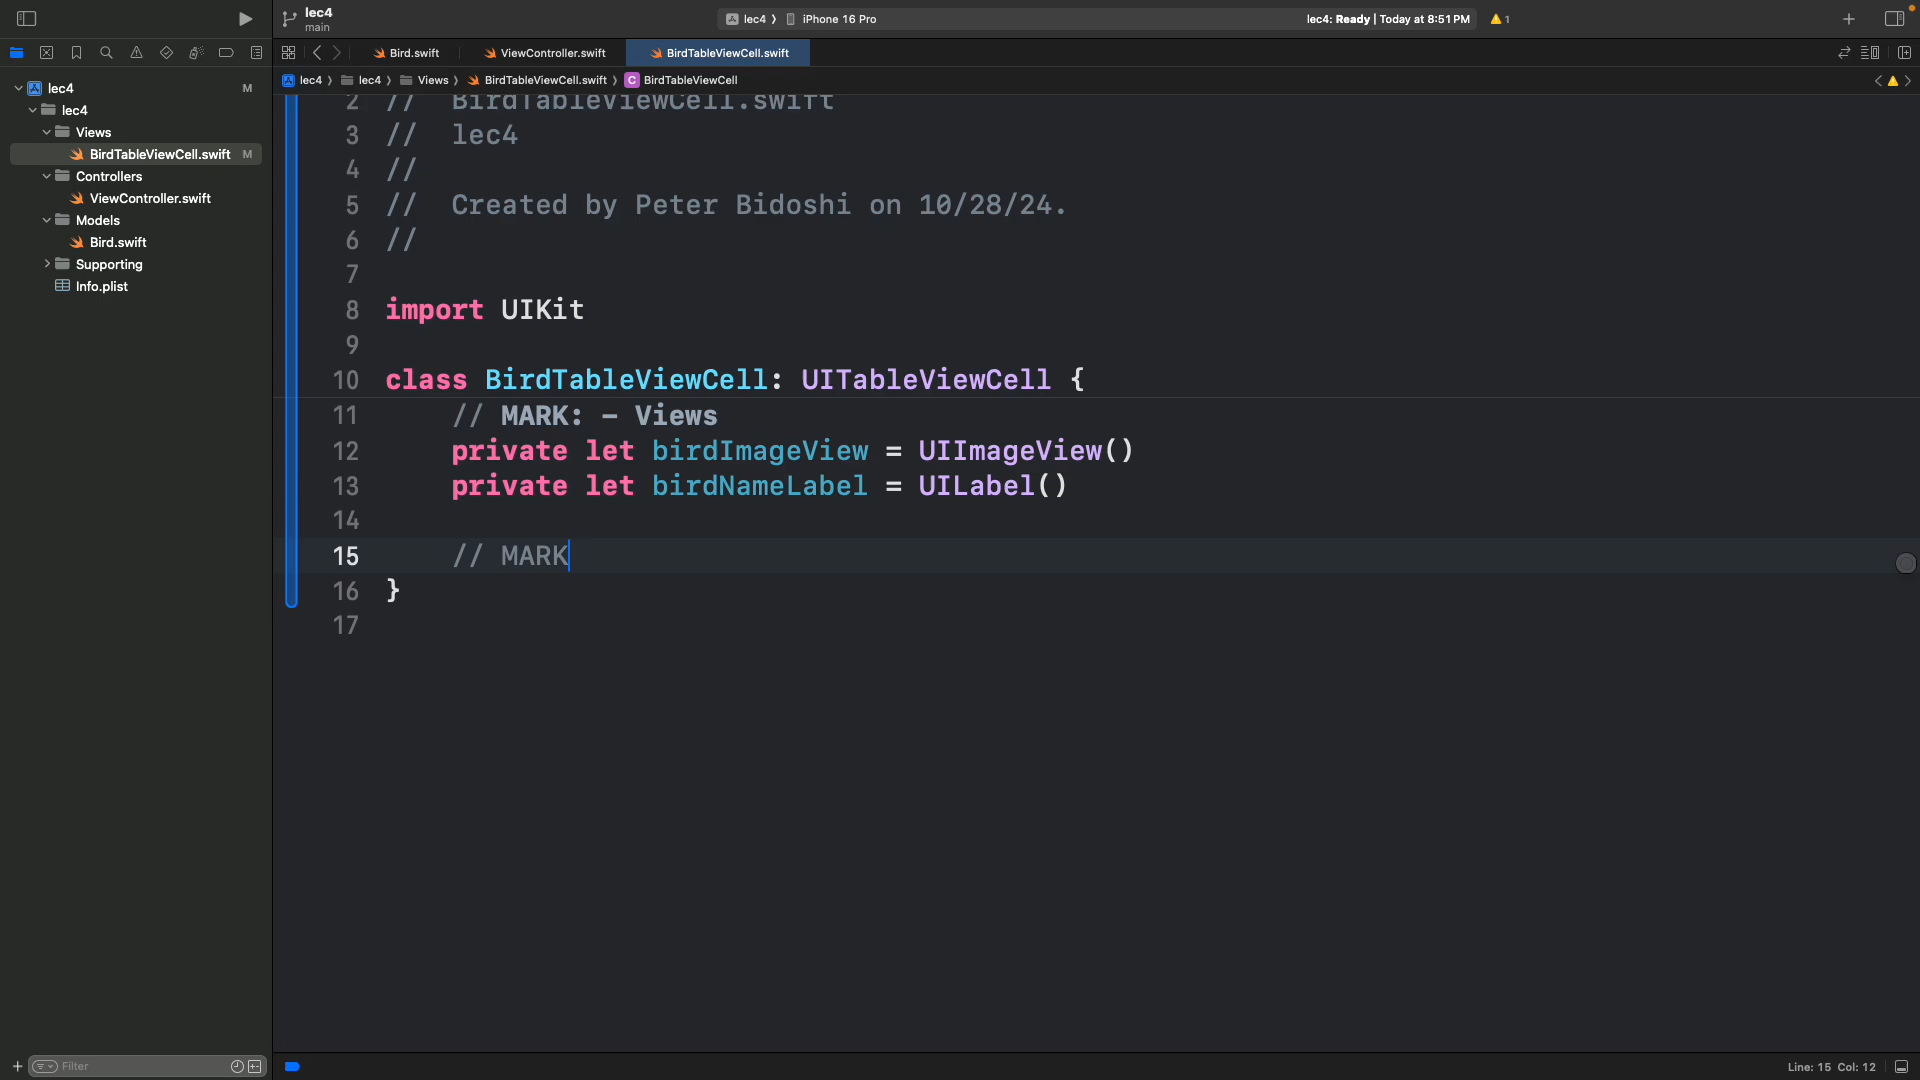 lec4
main
lec4 ⟩ iPhone 16 Pro
lec4: Ready | Today at 8:51 PM
1
Bird.swift
ViewController.swift
BirdTableViewCell.swift
lec4 ⟩ lec4 ⟩ Views ⟩ BirdTableViewCell.swift ⟩ C BirdTableViewCell
lec4 M
lec4
Views
BirdTableViewCell.swift M
Controllers
ViewController.swift
Models
Bird.swift
Supporting
Info.plist
2 // BirdTableViewCell.swift
3 // lec4
4 //
5 // Created by Peter Bidoshi on 10/28/24.
6 //
7
8 import UIKit
9
10 class BirdTableViewCell: UITableViewCell {
11 // MARK: - Views
12 private let birdImageView = UIImageView()
13 private let birdNameLabel = UILabel()
14
15 // MARK
16 }
17
Filter
Line: 15 Col: 12